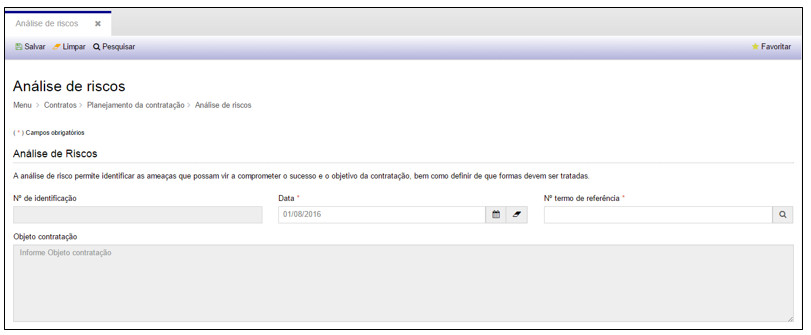 Análise de riscos ×
Salvar Limpar Pesquisar Favoritar
Análise de riscos
Menu > Contratos > Planejamento da contratação > Análise de riscos
( * ) Campos obrigatórios
Análise de Riscos
A análise de risco permite identificar as ameaças que possam vir a comprometer o sucesso e o objetivo da contratação, bem como definir de que formas devem ser tratadas.
Nº de identificação Data * Nº termo de referência *
01/08/2016
Objeto contratação
Informe Objeto contratação